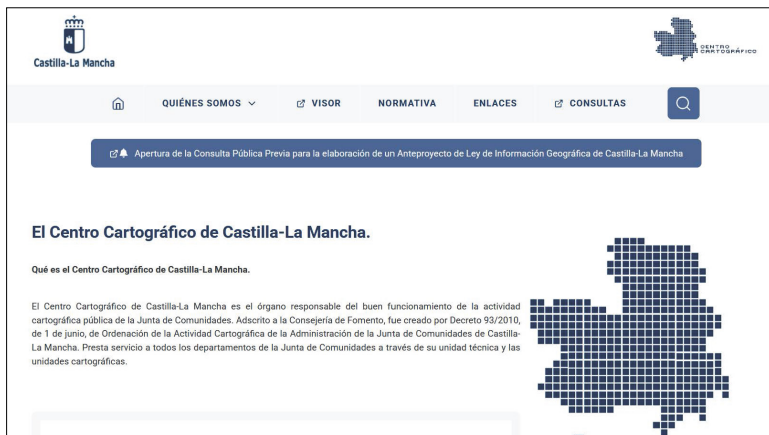 Castilla-La Mancha
CENTRO
CARTOGRÁFICO
QUIÉNES SOMOS
VISOR
NORMATIVA
ENLACES
CONSULTAS
Apertura de la Consulta Pública Previa para la elaboración de un Anteproyecto de Ley de Información Geográfica de Castilla-La Mancha
El Centro Cartográfico de Castilla-La Mancha.
Qué es el Centro Cartográfico de Castilla-La Mancha.
El Centro Cartográfico de Castilla-La Mancha es el órgano responsable del buen funcionamiento de la actividad
cartográfica pública de la Junta de Comunidades. Adscrito a la Consejería de Fomento, fue creado por Decreto 93/2010,
de 1 de junio, de Ordenación de la Actividad Cartográfica de la Administración de la Junta de Comunidades de Castilla-
La Mancha. Presta servicio a todos los departamentos de la Junta de Comunidades a través de su unidad técnica y las
unidades cartográficas.